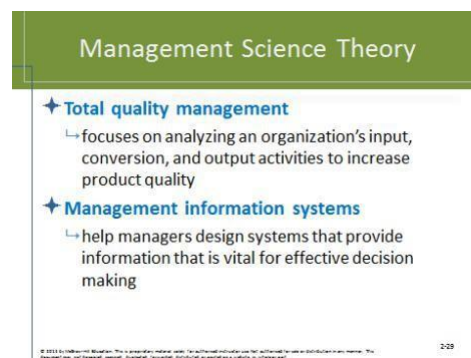 Management Science Theory
Total quality management
focuses on analyzing an organization's input,
conversion, and output activities to increase
product quality
Management information systems
help managers design systems that provide
information that is vital for effective decision
making
2-29